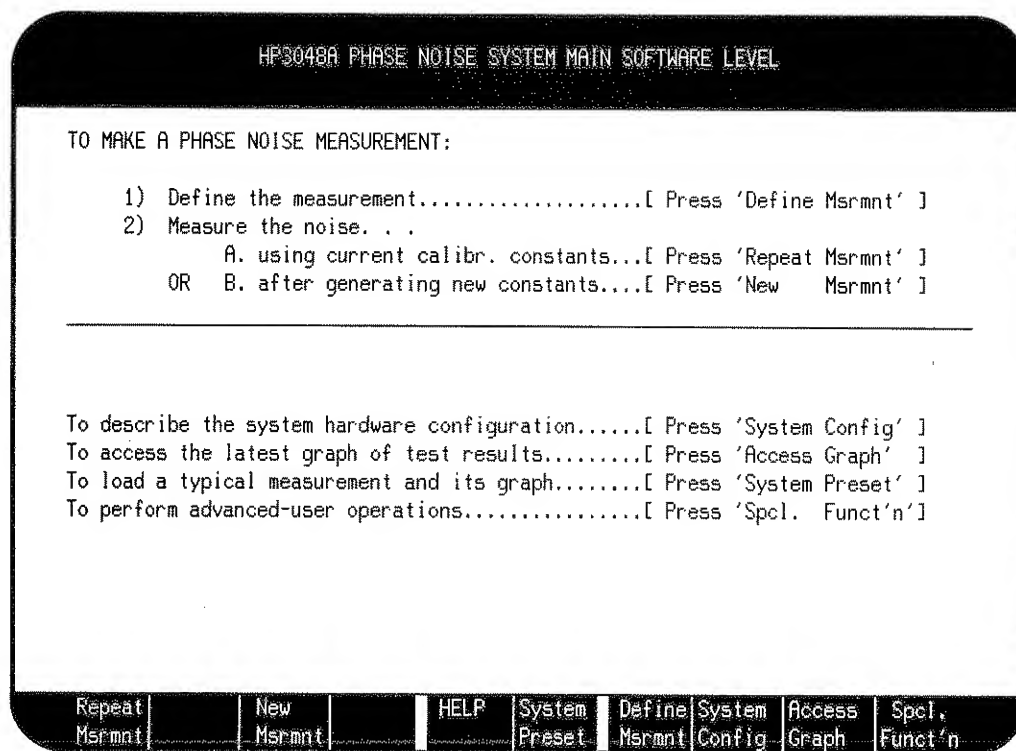 HP3048A PHASE NOISE SYSTEM MAIN SOFTWARE LEVEL
TO MAKE A PHASE NOISE MEASUREMENT:
1) Define the measurement....................[ Press 'Define Msrmnt' ]
2) Measure the noise. . .
A. using current calibr. constants...[ Press 'Repeat Msrmnt' ]
OR B. after generating new constants....[ Press 'New Msrmnt' ]
To describe the system hardware configuration......[ Press 'System Config' ]
To access the latest graph of test results.........[ Press 'Access Graph' ]
To load a typical measurement and its graph........[ Press 'System Preset' ]
To perform advanced-user operations................[ Press 'Spcl. Funct'n']
Repeat New HELP System Define System Access Spcl.
Msrmnt Msrmnt Preset Msrmnt Config Graph Funct'n